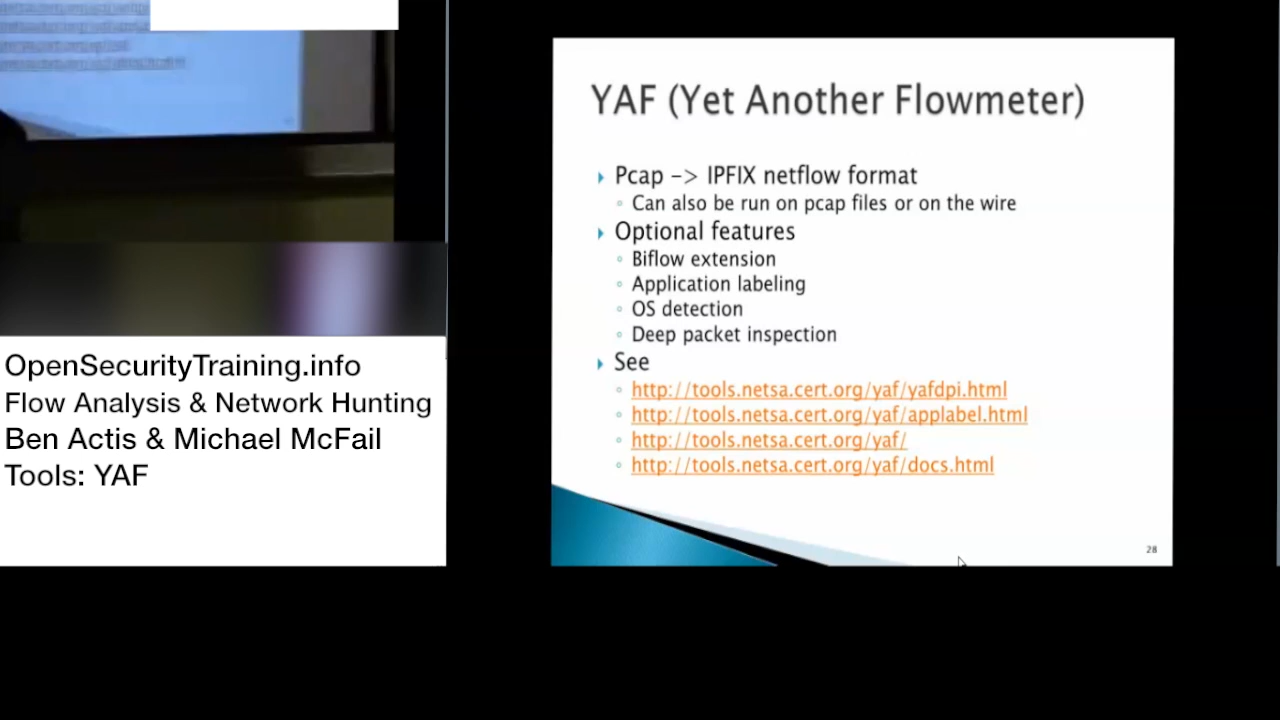 YAF (Yet Another Flowmeter)
Pcap -> IPFIX netflow format
Can also be run on pcap files or on the wire
Optional features
Biflow extension
Application labeling
OS detection
Deep packet inspection
See
http://tools.netsa.cert.org/yaf/yafdpi.html
http://tools.netsa.cert.org/yaf/applabel.html
http://tools.netsa.cert.org/yaf/
http://tools.netsa.cert.org/yaf/docs.html
28
OpenSecurityTraining.info
Flow Analysis & Network Hunting
Ben Actis & Michael McFail
Tools: YAF